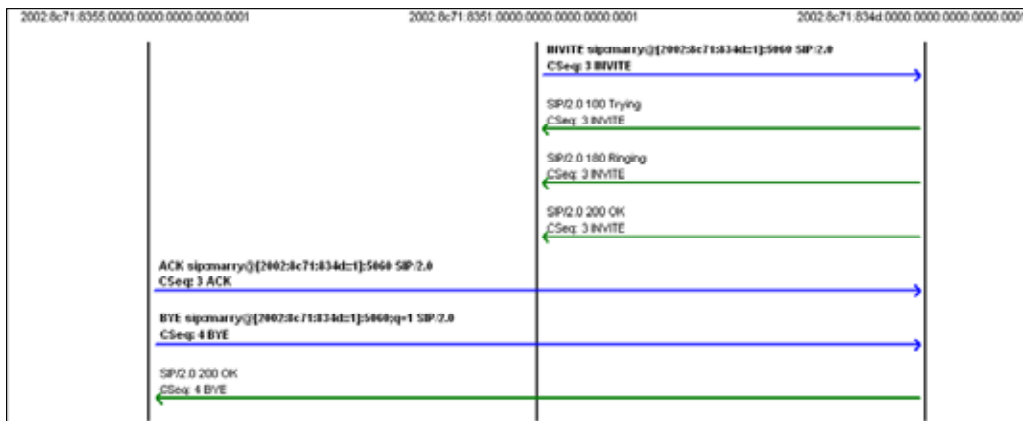 2002:8c71:8355:0000:0000:0000:0000:0001
2002:8c71:8351:0000:0000:0000:0000:0001
2002:8c71:834d:0000:0000:0000:0000:0001
INVITE sip:marry@[2002:8c71:834d::1]:5060 SIP/2.0
CSeq: 3 INVITE
SIP/2.0 100 Trying
CSeq: 3 INVITE
SIP/2.0 180 Ringing
CSeq: 3 INVITE
SIP/2.0 200 OK
CSeq: 3 INVITE
ACK sip:marry@[2002:8c71:834d::1]:5060 SIP/2.0
CSeq: 3 ACK
BYE sip:marry@[2002:8c71:834d::1]:5060;q=1 SIP/2.0
CSeq: 4 BYE
SIP/2.0 200 OK
CSeq: 4 BYE